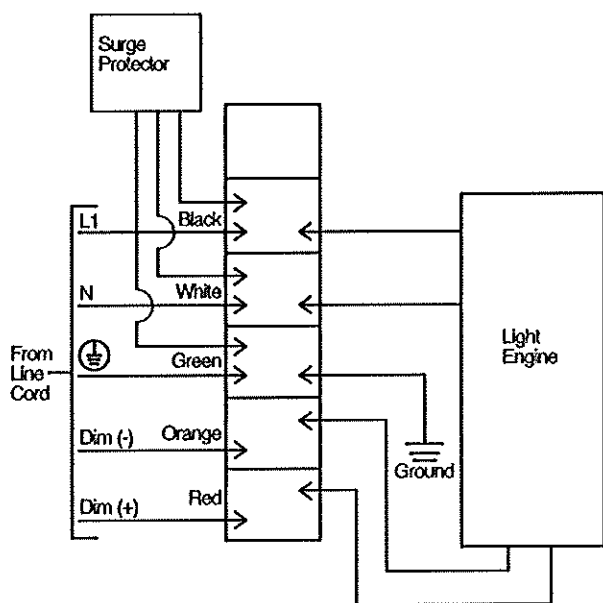 Surge
Protector
L1
Black
N
White
From
Line
Cord
Green
Light
Engine
Dim (-)
Orange
Ground
Dim (+)
Red